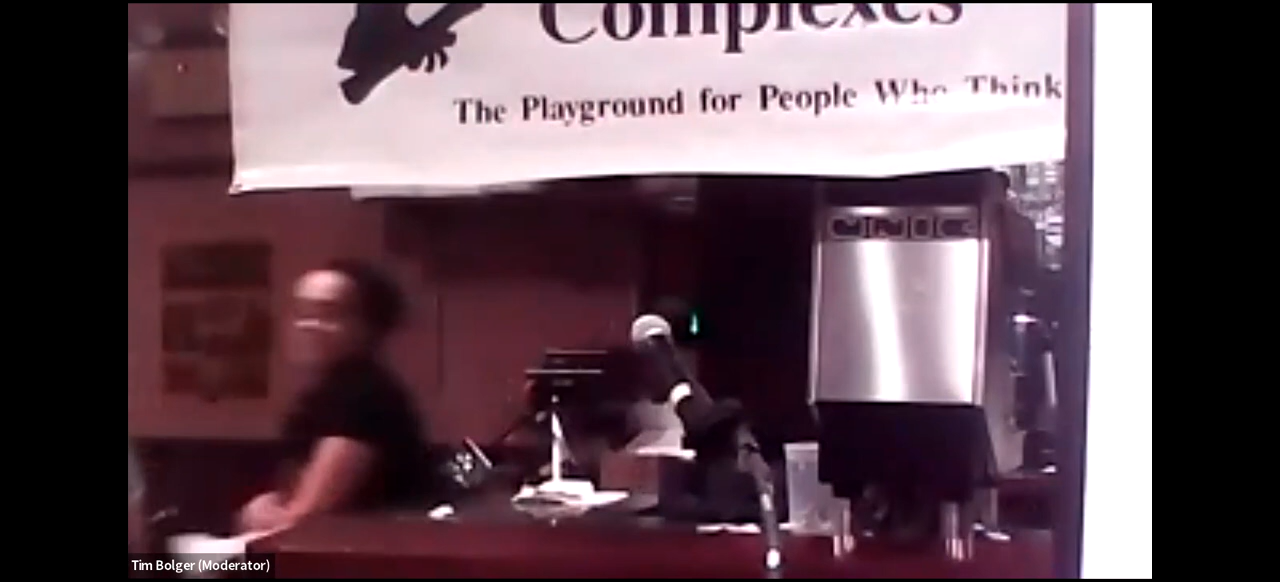 Complexes
The Playground for People Who Think
Tim Bolger (Moderator)